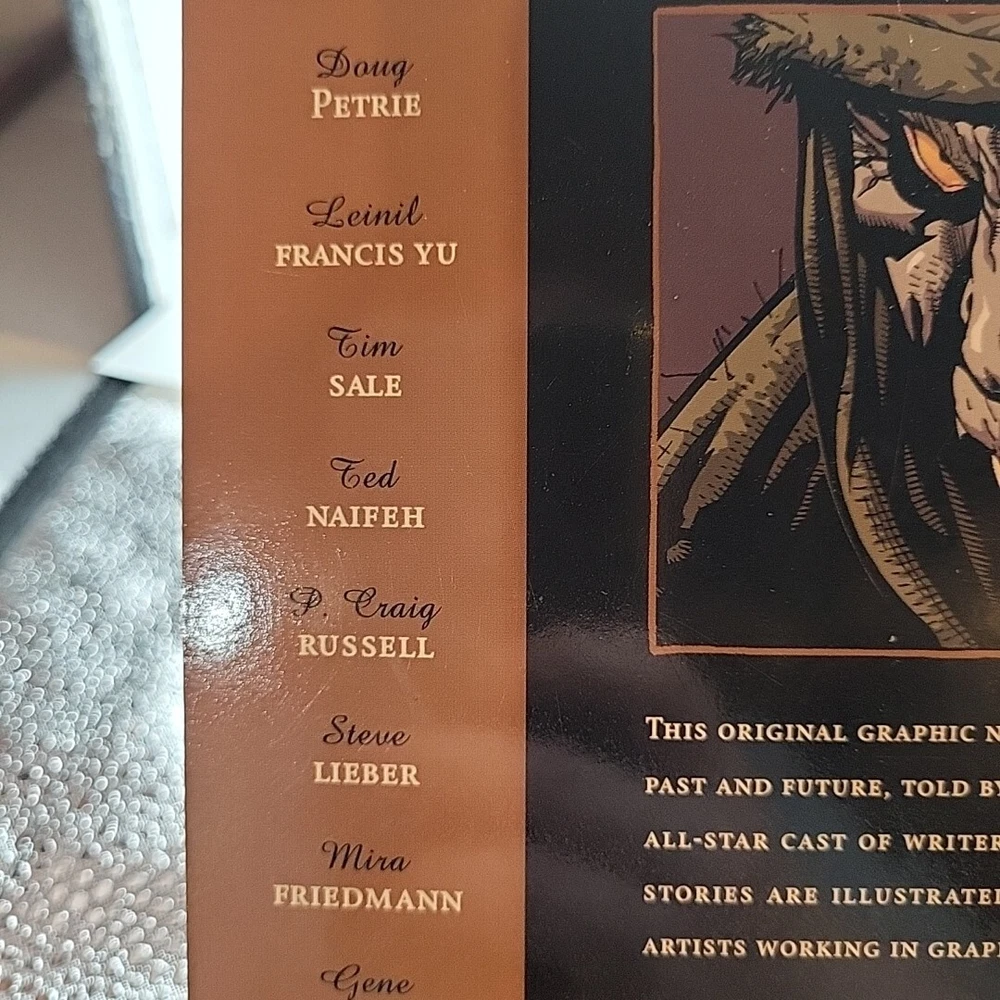 Doug
PETRIE
Leinil
FRANCIS YU
Tim
SALE
Ted
NAIFEH
P. Craig
RUSSELL
Steve
LIEBER
Mira
FRIEDMANN
Gene
THIS ORIGINAL GRAPHIC N
PAST AND FUTURE, TOLD BY
ALL-STAR CAST OF WRITER
STORIES ARE ILLUSTRATED
ARTISTS WORKING IN GRAP